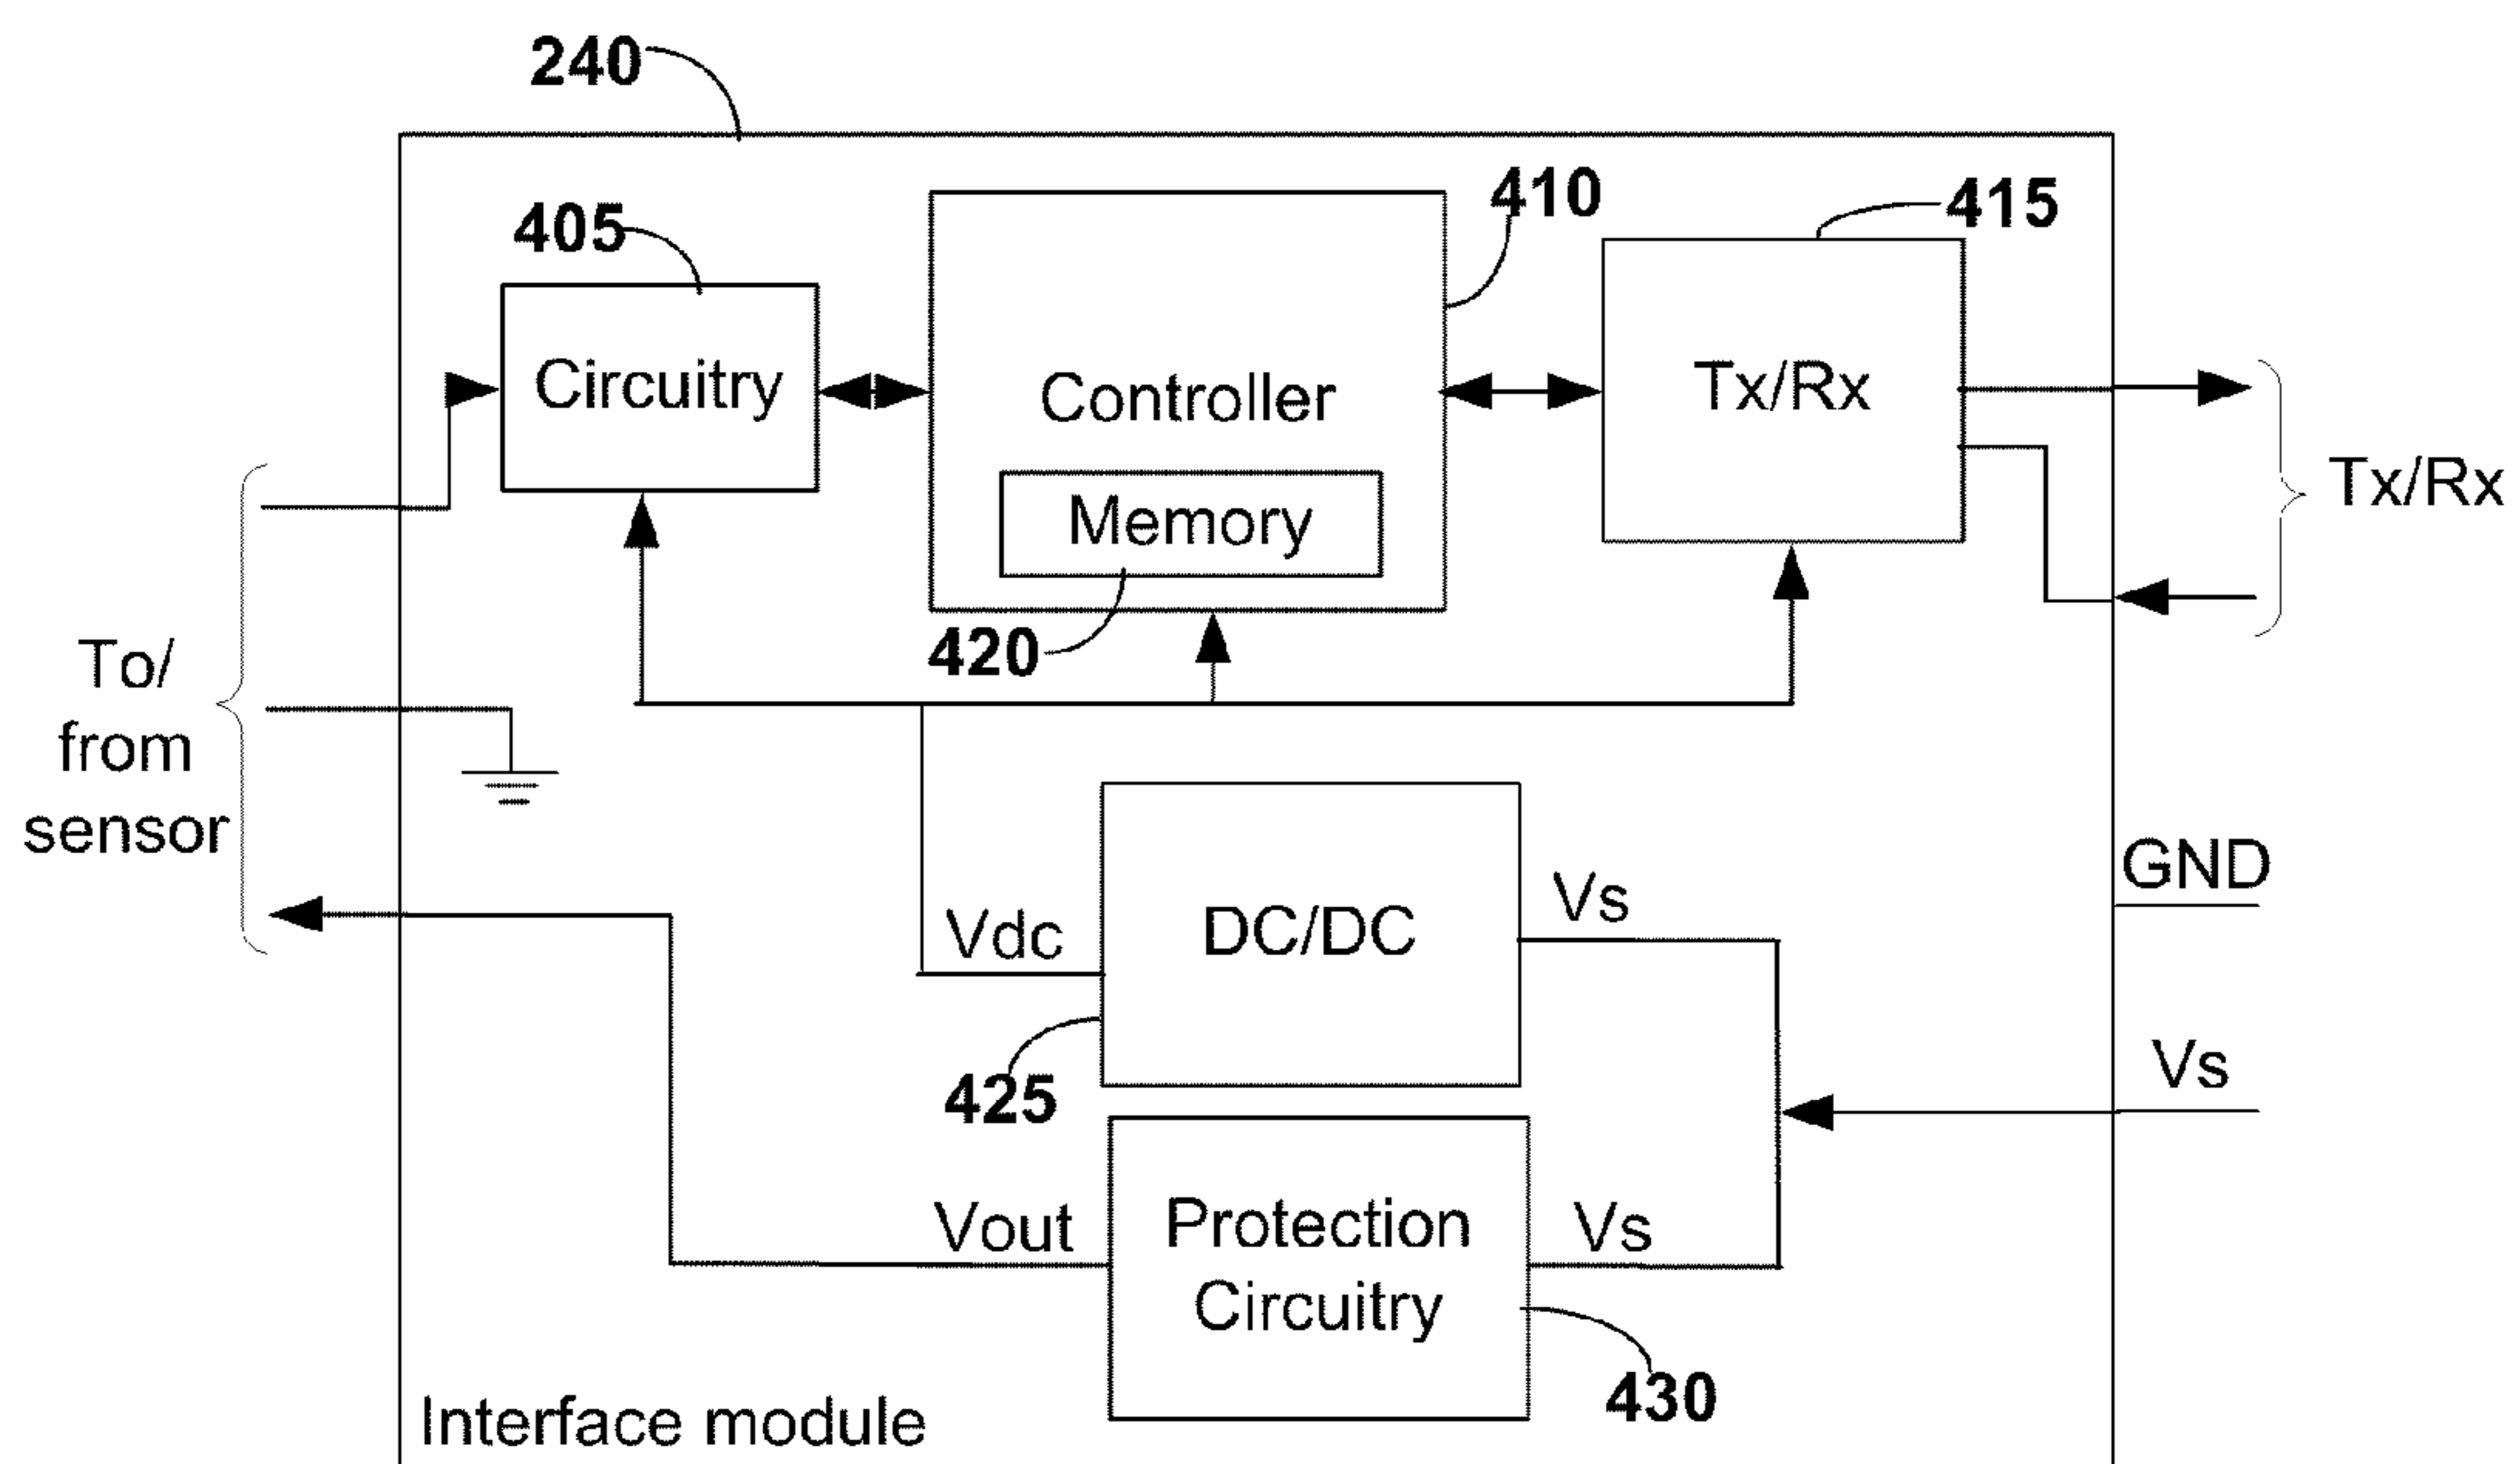 240
405
410
415
Circuitry
Controller
Tx/Rx
Memory
420
Tx/Rx
To/
from
sensor
GND
Vdc
DC/DC
Vs
425
Vs
Vout
Protection
Circuitry
Vs
430
Interface module